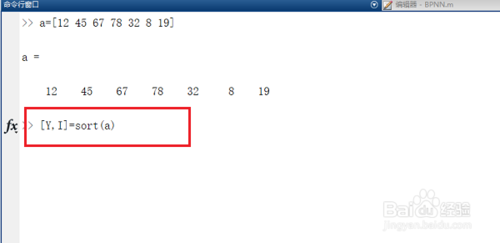 命令行窗口
编辑器 - BPNN.m
>> a=[12 45 67 78 32 8 19]
a =
12 45 67 78 32 8 19
fx >> [Y,I]=sort(a)
Baidu 经验
jingyan.baidu.com